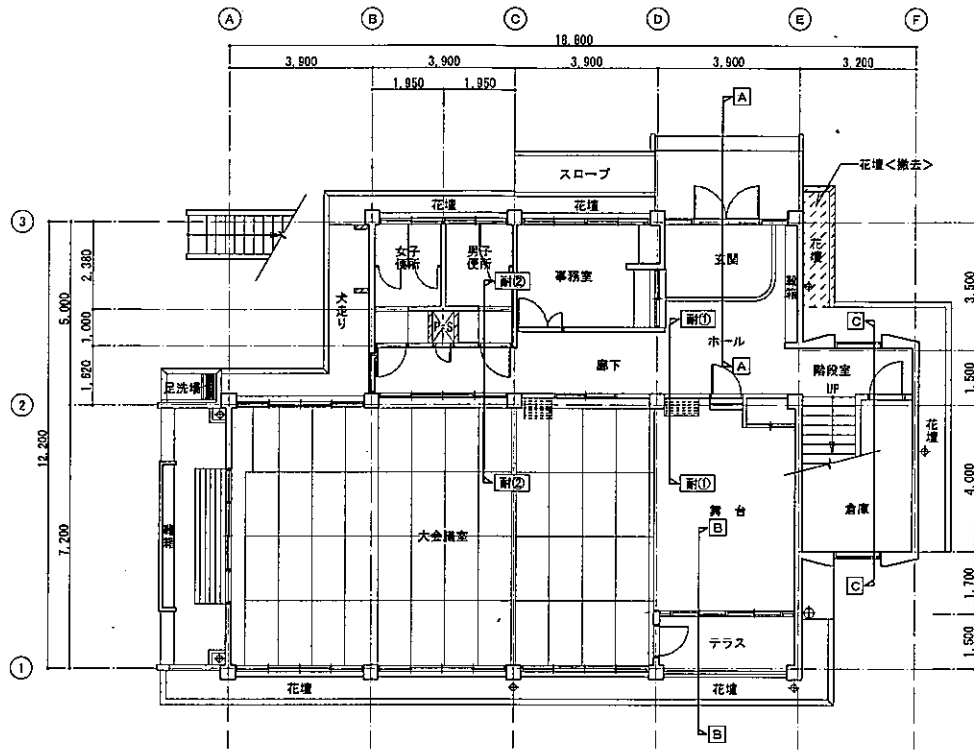 A B C D E F
18,800
3,900 3,900 3,900 3,900 3,200
1,950 1,950
A
花壇<撤去>
スロープ
花壇 花壇
3
女子
便所
男子
便所
事務室
玄関
花壇
犬走り
耐② 
耐①
P.S
ホール
C
廊下
A
階段室
UP
足洗場
2
花壇
耐②
耐①
大会議室
舞台
倉庫
B
C
テラス
1
花壇 花壇
B
2,380
5,000
1,000
1,620
12,200
7,200
3,500
1,500
4,000
1,700
1,500